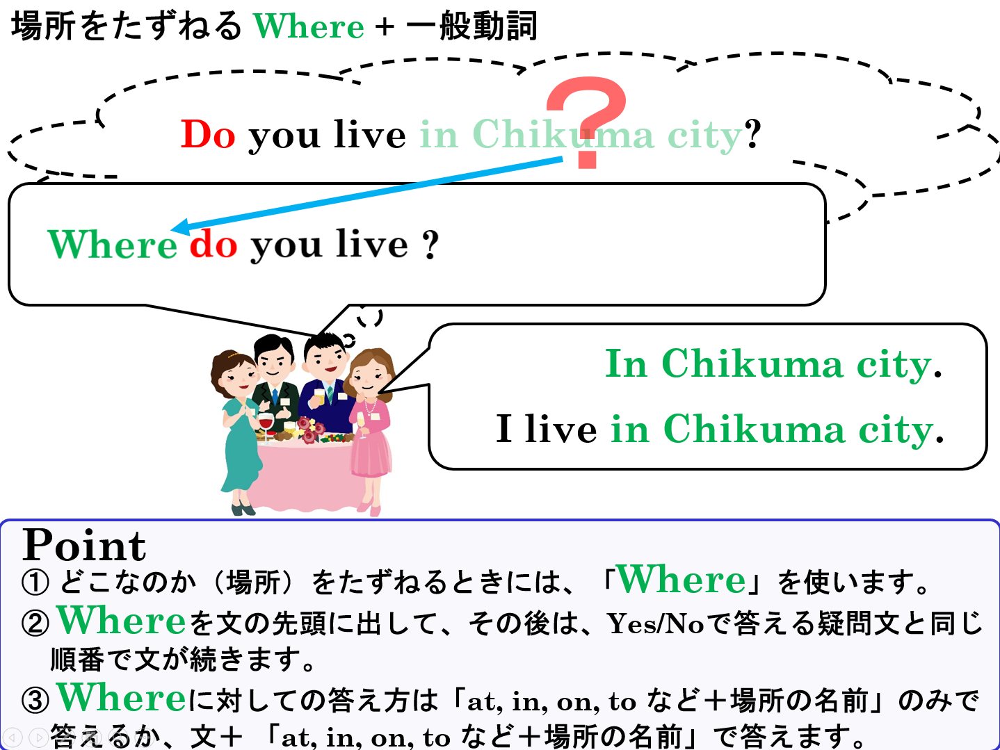 場所をたずねる Where + 一般動詞
Do you live in Chikuma city?
?
Where do you live ?
In Chikuma city.
I live in Chikuma city.
Point
① どこなのか（場所）をたずねるときには、「Where」を使います。
② Whereを文の先頭に出して、その後は、Yes/Noで答える疑問文と同じ
順番で文が続きます。
③ Whereに対しての答え方は「at, in, on, to など＋場所の名前」のみで
答えるか、文＋「at, in, on, to など＋場所の名前」で答えます。